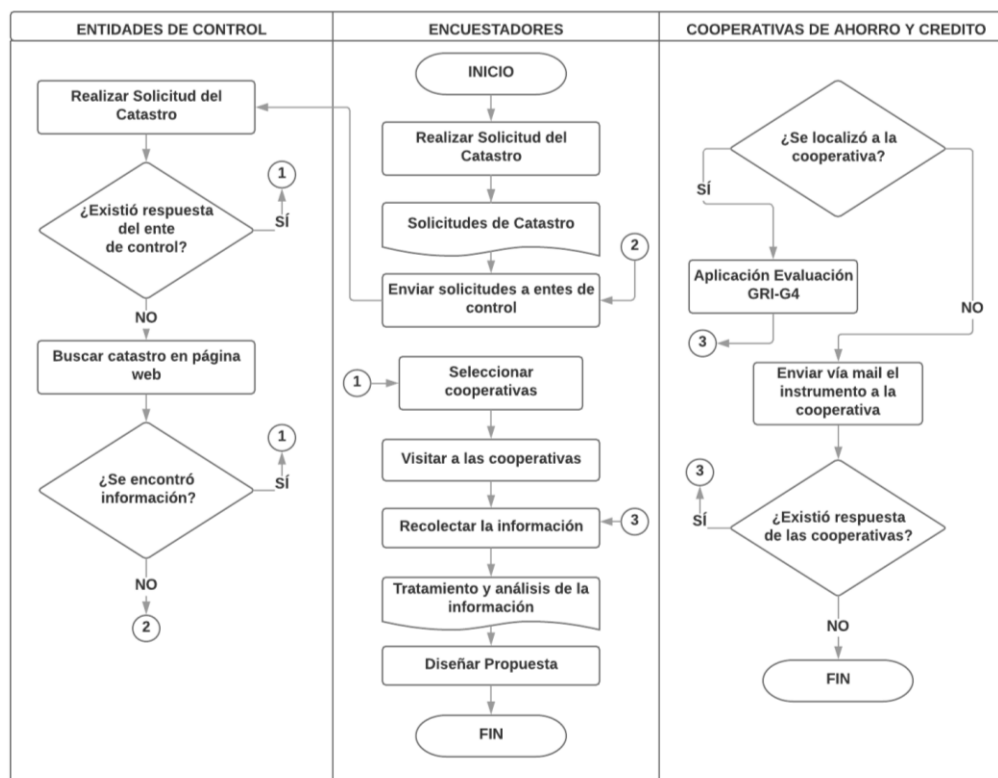 ENTIDADES DE CONTROL
Realizar Solicitud del
Catastro
1
¿Existió respuesta
del ente
de control?
SÍ
NO
Buscar catastro en página
web
1
¿Se encontró
información?
SÍ
NO
2
ENCUESTADORES
INICIO
Realizar Solicitud del
Catastro
Solicitudes de Catastro
2
Enviar solicitudes a entes de
control
1
Seleccionar
cooperativas
Visitar a las cooperativas
Recolectar la información
3
Tratamiento y análisis de la
información
Diseñar Propuesta
FIN
COOPERATIVAS DE AHORRO Y CREDITO
¿Se localizó a la
cooperativa?
SÍ
Aplicación Evaluación
GRI-G4
NO
3
Enviar vía mail el
instrumento a la
cooperativa
3
SÍ
¿Existió respuesta
de las cooperativas?
NO
FIN